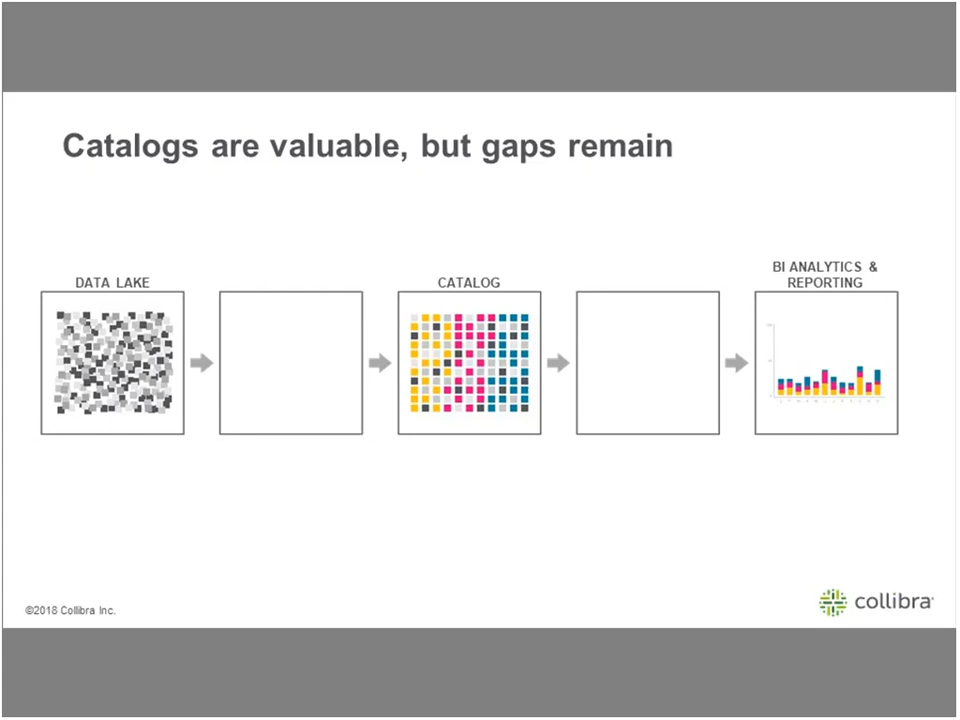 Catalogs are valuable, but gaps remain
DATA LAKE
CATALOG
BI ANALYTICS &
REPORTING
©2018 Collibra Inc.
collibra